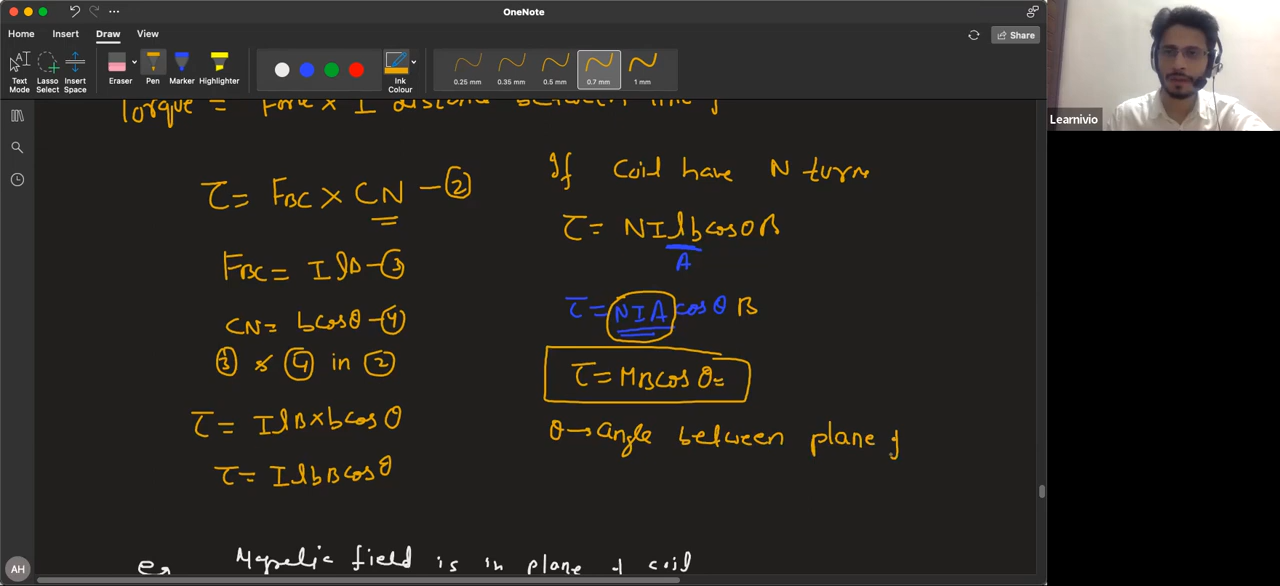 OneNote
Home Insert Draw View
Share
Text Mode
Lasso Select
Insert Space
Eraser
Pen
Marker
Highlighter
Ink Colour
0.25 mm
0.35 mm
0.5 mm
0.7 mm
1 mm
Learnivio
Torque = Force × ⊥ distance between line of
τ = FBC × CN - ②
FBC = IlB - ③
CN = bcosθ - ④
③ & ④ in ②
τ = IlB×bcosθ
τ = IlbBcosθ
If Coil have N turns
τ = NIlbcosθB
A
τ = NIA cosθ B
τ = MBcosθ
θ → angle between plane of
eg Magnetic field is in plane of coil
AH